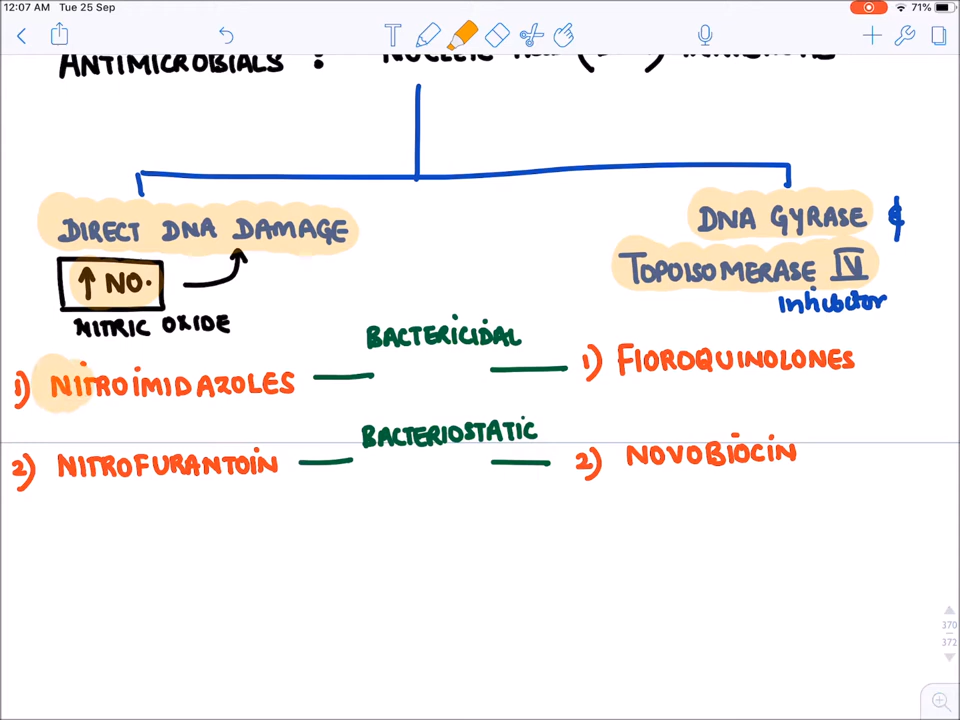 12:07 AM Tue 25 Sep
71%
T
ANTIMICROBIALS :
DIRECT DNA DAMAGE
↑ NO·
NITRIC OXIDE
DNA GYRASE &
TOPOISOMERASE IV
inhibitor
BACTERICIDAL
1) NITROIMIDAZOLES
1) FlOROQUINOLONES
BACTERIOSTATIC
2) NITROFURANTOIN
2) NOVOBIOCIN
370
372